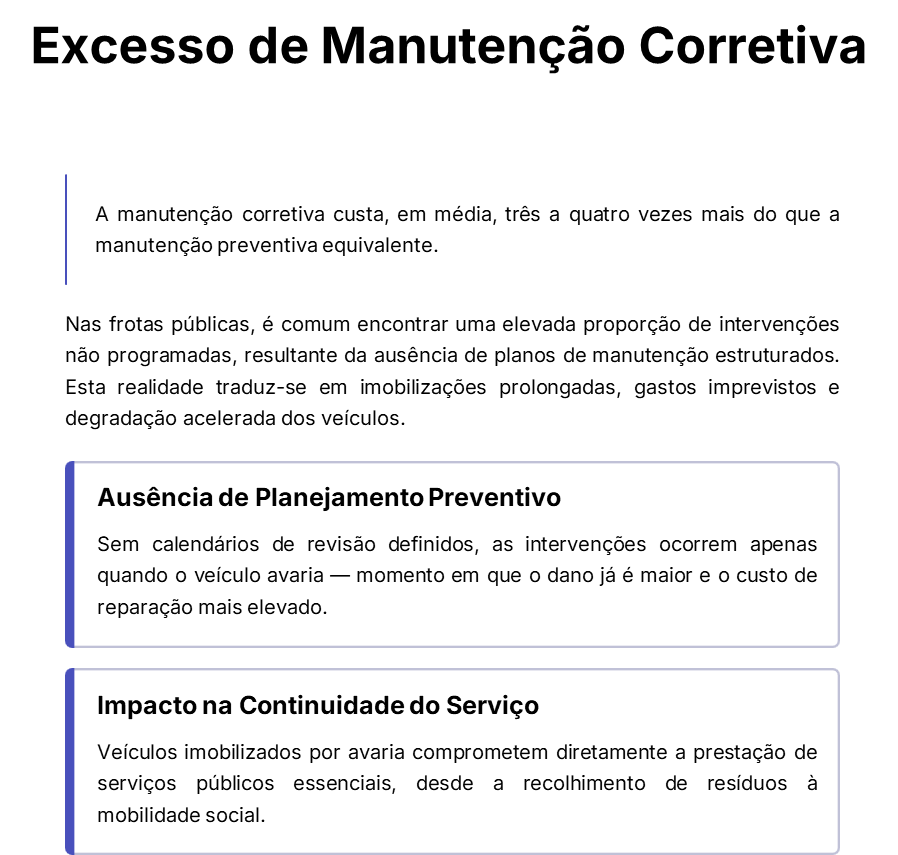 Excesso de Manutenção Corretiva
A manutenção corretiva custa, em média, três a quatro vezes mais do que a
manutenção preventiva equivalente.
Nas frotas públicas, é comum encontrar uma elevada proporção de intervenções
não programadas, resultante da ausência de planos de manutenção estruturados.
Esta realidade traduz-se em imobilizações prolongadas, gastos imprevistos e
degradação acelerada dos veículos.
Ausência de Planejamento Preventivo
Sem calendários de revisão definidos, as intervenções ocorrem apenas
quando o veículo avaria — momento em que o dano já é maior e o custo de
reparação mais elevado.
Impacto na Continuidade do Serviço
Veículos imobilizados por avaria comprometem diretamente a prestação de
serviços públicos essenciais, desde a recolhimento de resíduos à
mobilidade social.